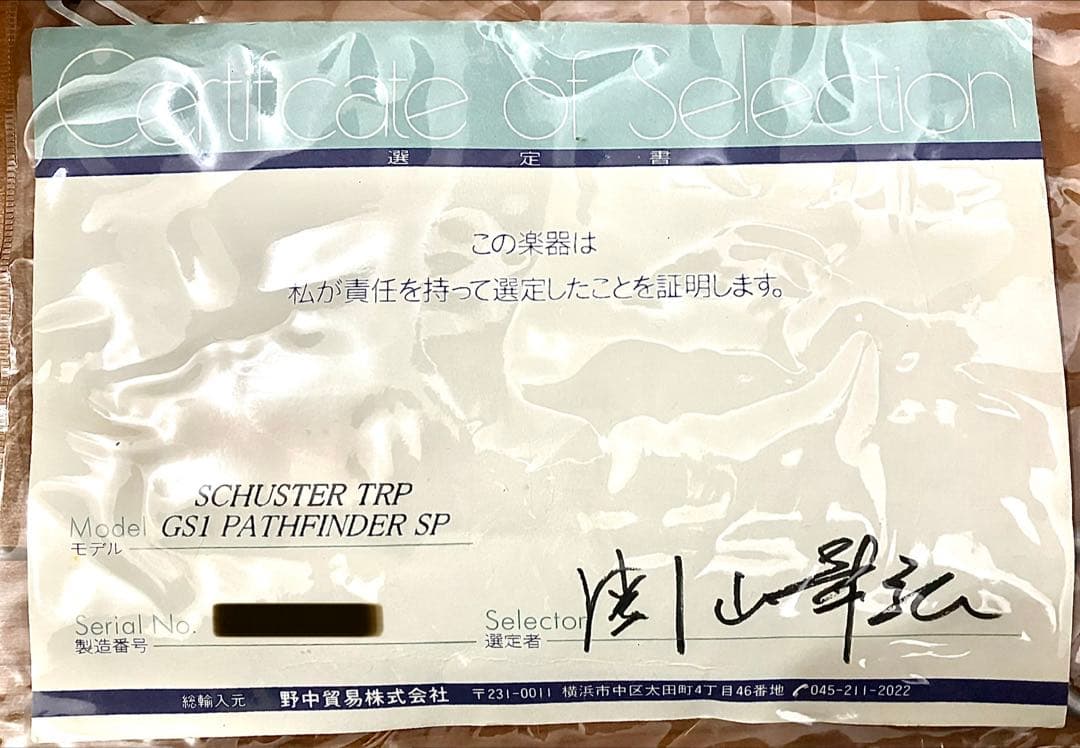 Certificate of Selection
選定書
この楽器は
私が責任を持って選定したことを証明します。
SCHUSTER TRP
Model GS1 PATHFINDER SP
モデル
Serial No.
製造番号
Selector
選定者
総輸入元 野中貿易株式会社 〒231-0011 横浜市中区太田町4丁目46番地 045-211-2022